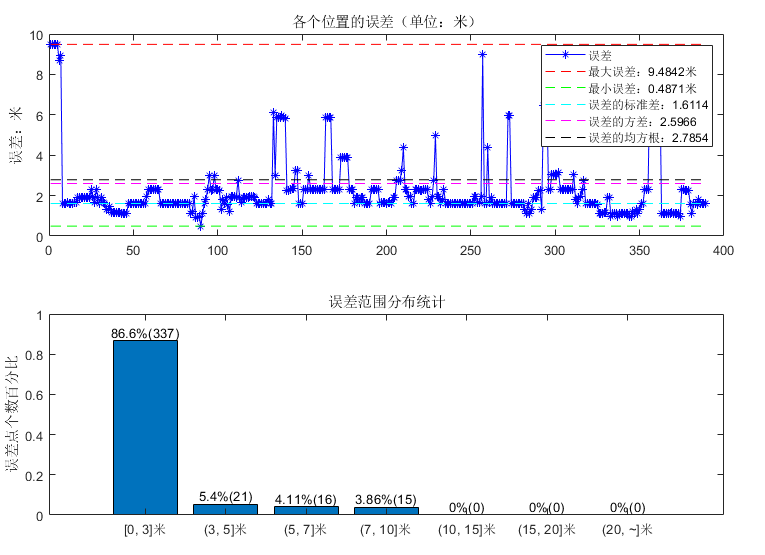 各个位置的误差（单位：米）
误差：米
10
8
6
4
2
0
0 50 100 150 200 250 300 350 400
误差
最大误差：9.4842米
最小误差：0.4871米
误差的标准差：1.6114
误差的方差：2.5966
误差的均方根：2.7854
误差范围分布统计
误差点个数百分比
1
0.8
0.6
0.4
0.2
0
86.6%(337)
5.4%(21)
4.11%(16)
3.86%(15)
0%(0)
0%(0)
0%(0)
[0, 3]米 (3, 5]米 (5, 7]米 (7, 10]米 (10, 15]米 (15, 20]米 (20, ~]米